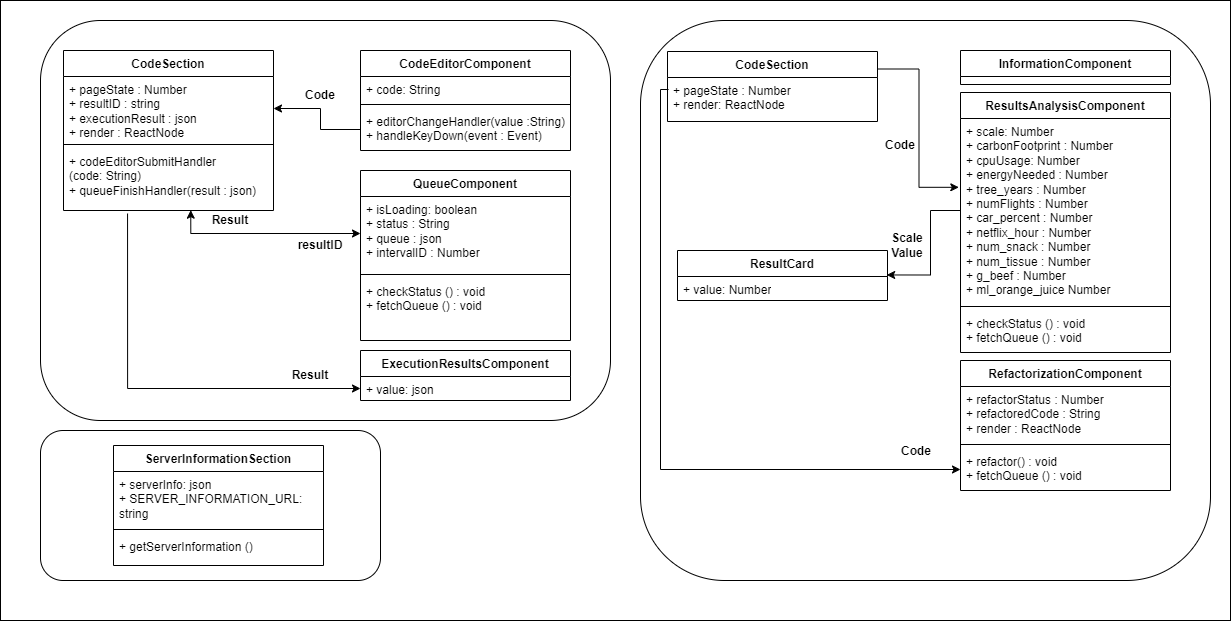 CodeSection
+ pageState : Number
+ resultID : string
+ executionResult : json
+ render : ReactNode
+ codeEditorSubmitHandler
(code: String)
+ queueFinishHandler(result : json)
Code
CodeEditorComponent
+ code: String
+ editorChangeHandler(value :String)
+ handleKeyDown(event : Event)
Result
resultID
QueueComponent
+ isLoading: boolean
+ status : String
+ queue : json
+ intervalID : Number
+ checkStatus () : void
+ fetchQueue () : void
Result
ExecutionResultsComponent
+ value: json
ServerInformationSection
+ serverInfo: json
+ SERVER_INFORMATION_URL:
string
+ getServerInformation ()
CodeSection
+ pageState : Number
+ render: ReactNode
Code
InformationComponent
ResultsAnalysisComponent
+ scale: Number
+ carbonFootprint : Number
+ cpuUsage: Number
+ energyNeeded : Number
+ tree_years : Number
+ numFlights : Number
+ car_percent : Number
+ netflix_hour : Number
+ num_snack : Number
+ num_tissue : Number
+ g_beef : Number
+ ml_orange_juice Number
+ checkStatus () : void
+ fetchQueue () : void
Scale
Value
ResultCard
+ value: Number
Code
RefactorizationComponent
+ refactorStatus : Number
+ refactoredCode : String
+ render : ReactNode
+ refactor() : void
+ fetchQueue () : void